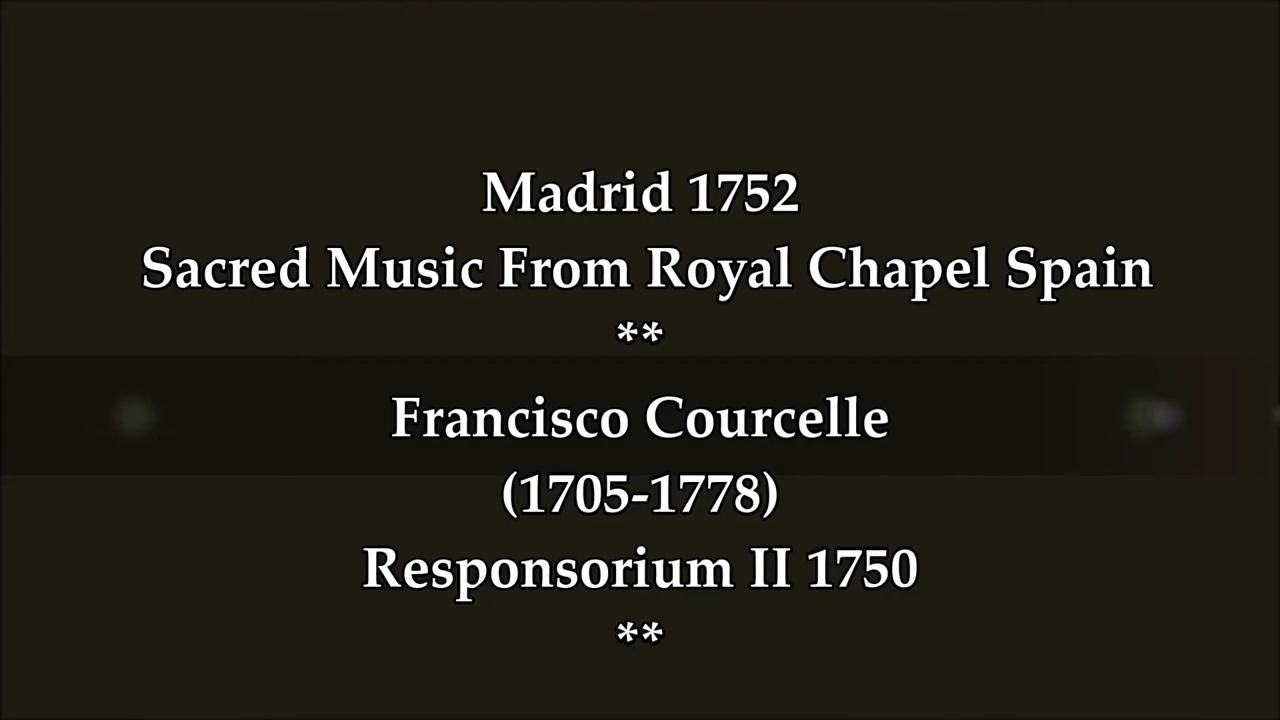 Madrid 1752
Sacred Music From Royal Chapel Spain
**
Francisco Courcelle
(1705-1778)
Responsorium II 1750
**